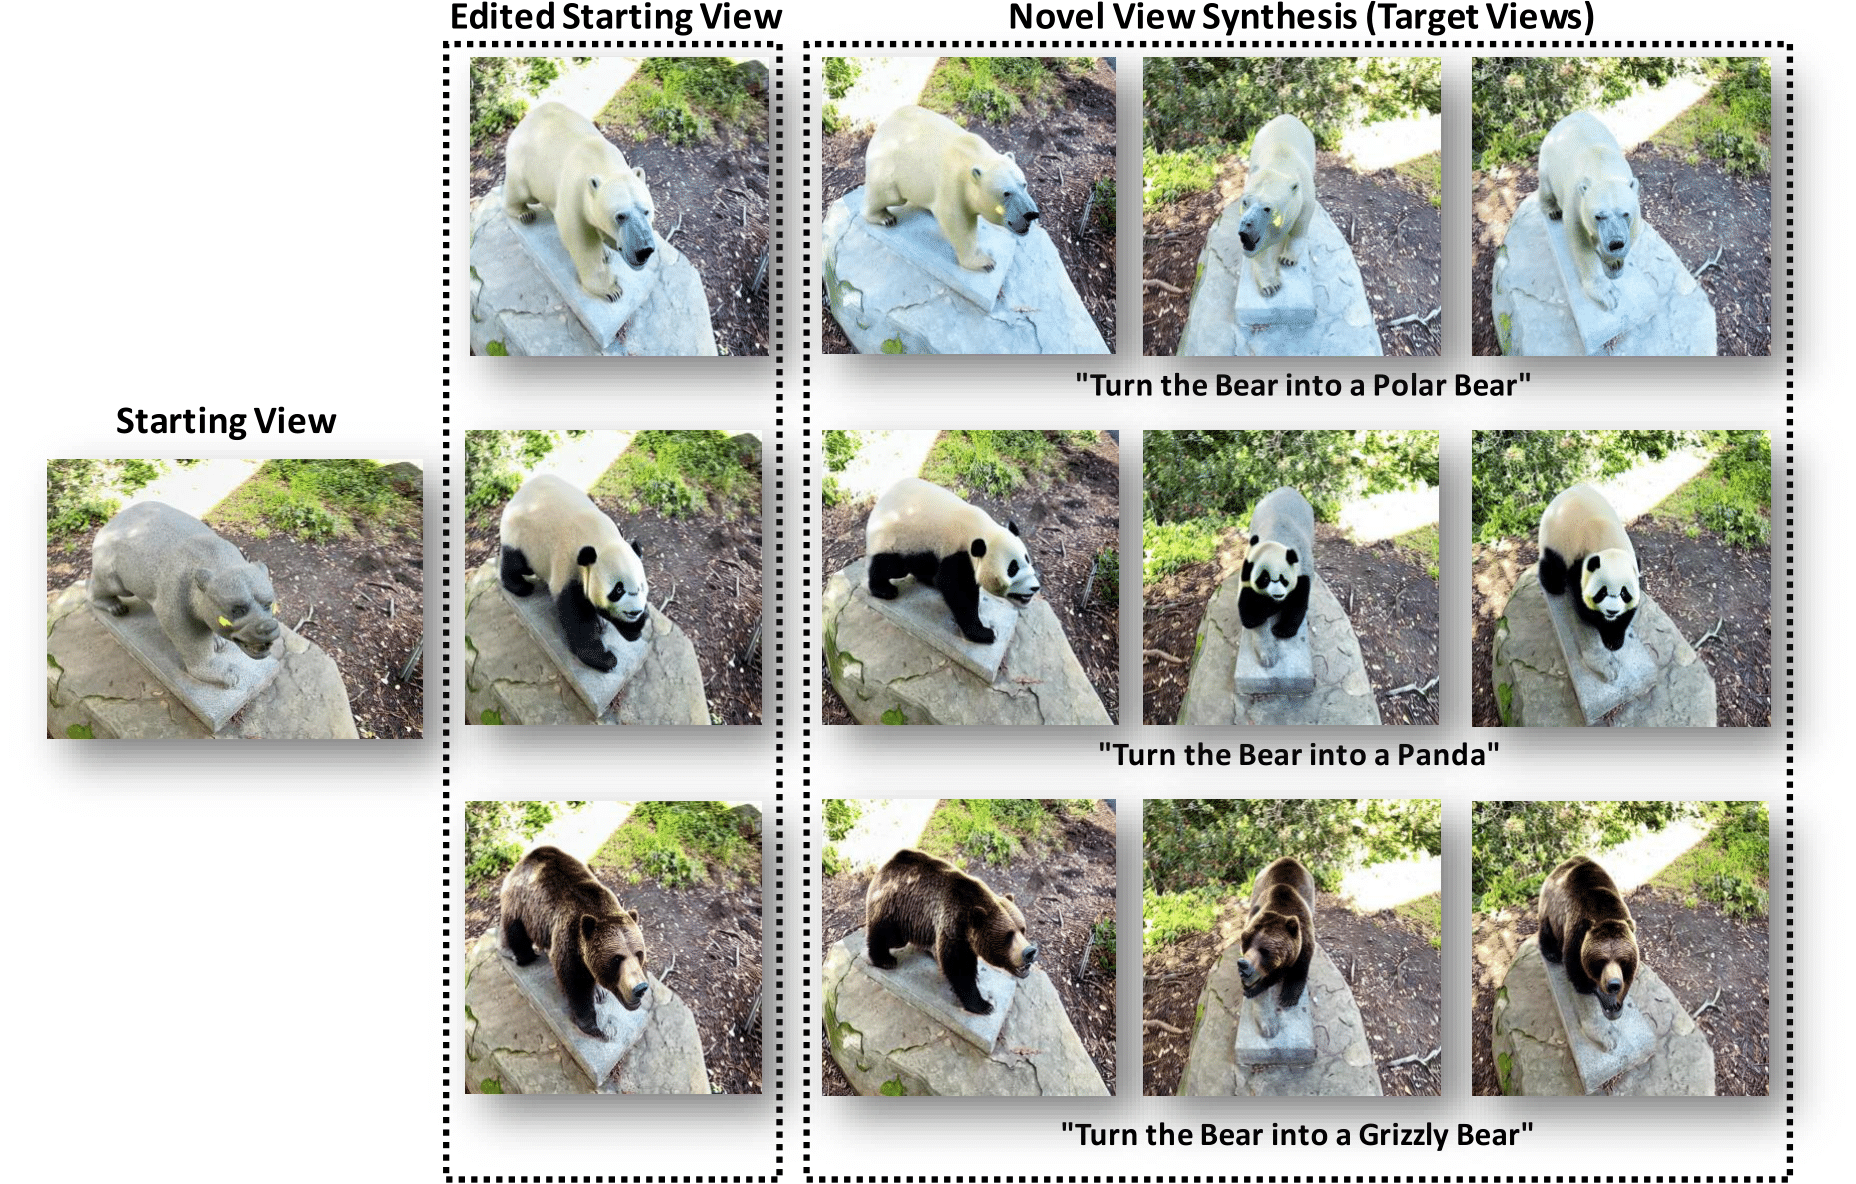 Edited Starting View
Novel View Synthesis (Target Views)
"Turn the Bear into a Polar Bear"
Starting View
"Turn the Bear into a Panda"
"Turn the Bear into a Grizzly Bear"